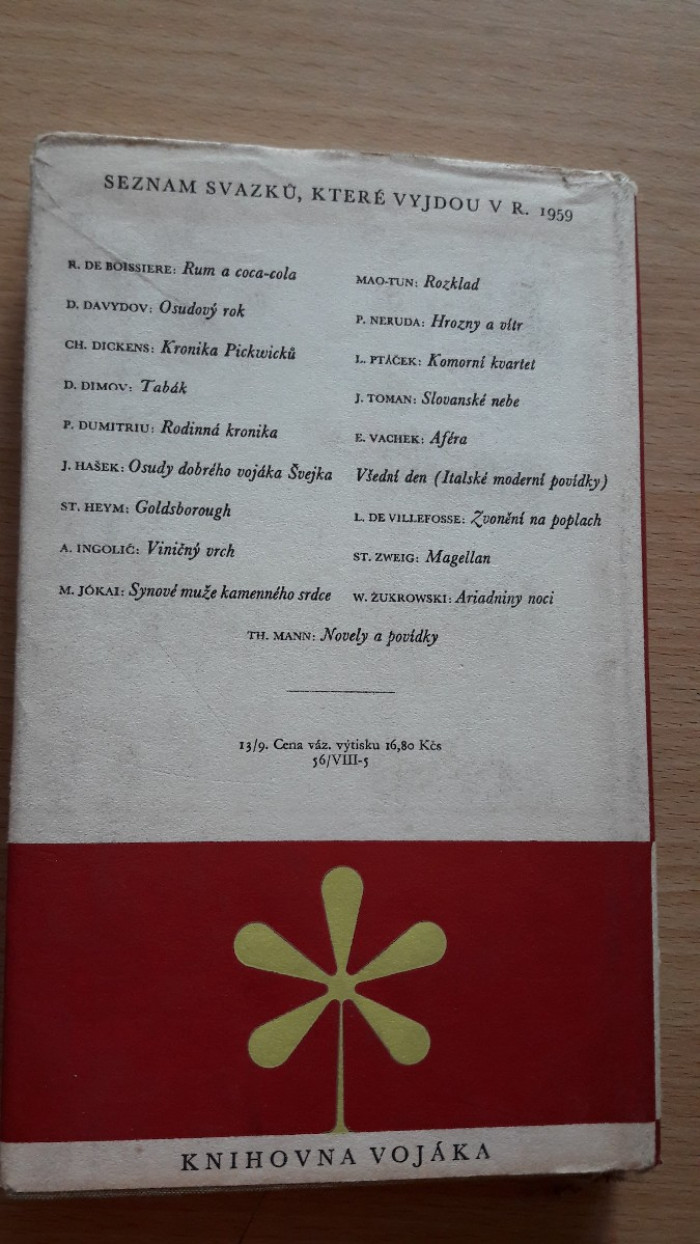 SEZNAM SVAZKŮ, KTERÉ VYJDOU V R. 1959
R. DE BOISSIERE: Rum a coca-cola
D. DAVYDOV: Osudový rok
CH. DICKENS: Kronika Pickwicků
D. DIMOV: Tabák
P. DUMITRIU: Rodinná kronika
J. HAŠEK: Osudy dobrého vojáka Švejka
ST. HEYM: Goldsborough
A. INGOLIČ: Viničný vrch
M. JÓKAI: Synové muže kamenného srdce
MAO-TUN: Rozklad
P. NERUDA: Hrozny a vítr
L. PTÁČEK: Komorní kvartet
J. TOMAN: Slovanské nebe
E. VACHEK: Aféra
Všední den (Italské moderní povídky)
L. DE VILLEFOSSE: Zvonění na poplach
ST. ZWEIG: Magellan
W. ŻUKROWSKI: Ariadniny noci
TH. MANN: Novely a povídky
13/9. Cena váz. výtisku 16,80 Kčs
56/VIII-5
KNIHOVNA VOJÁKA